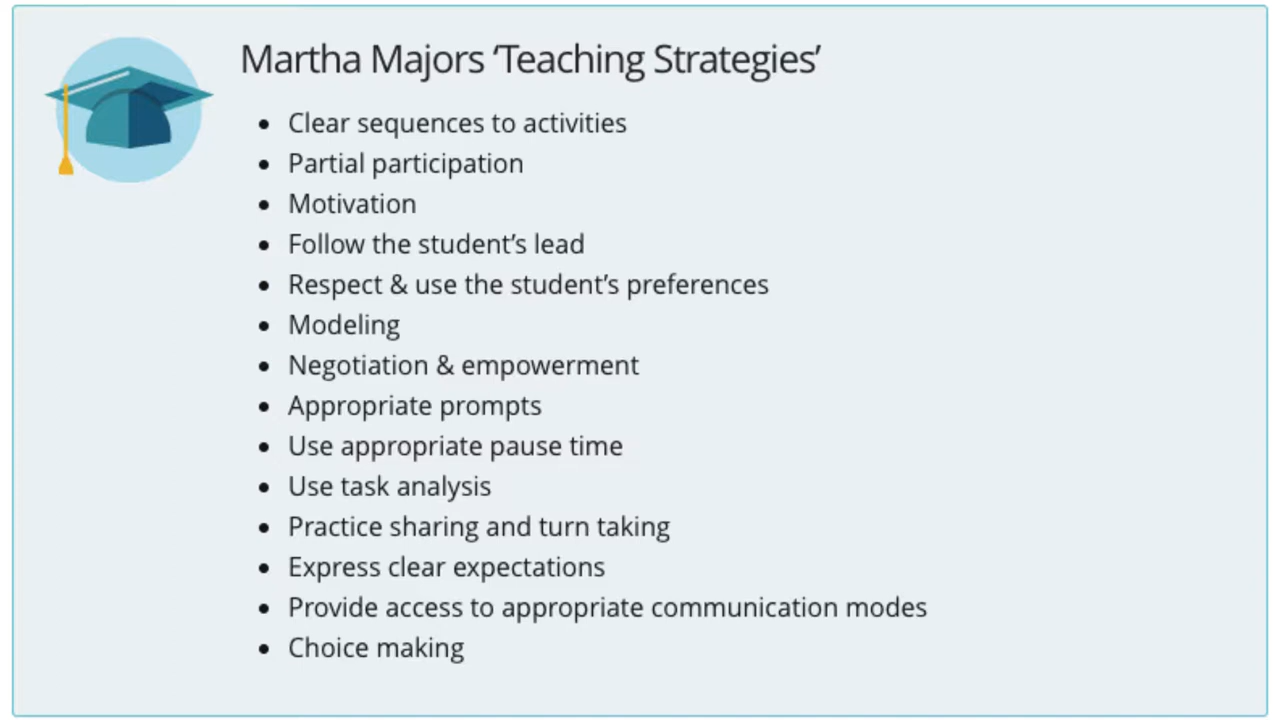 Martha Majors ‘Teaching Strategies’
• Clear sequences to activities
• Partial participation
• Motivation
• Follow the student’s lead
• Respect & use the student’s preferences
• Modeling
• Negotiation & empowerment
• Appropriate prompts
• Use appropriate pause time
• Use task analysis
• Practice sharing and turn taking
• Express clear expectations
• Provide access to appropriate communication modes
• Choice making